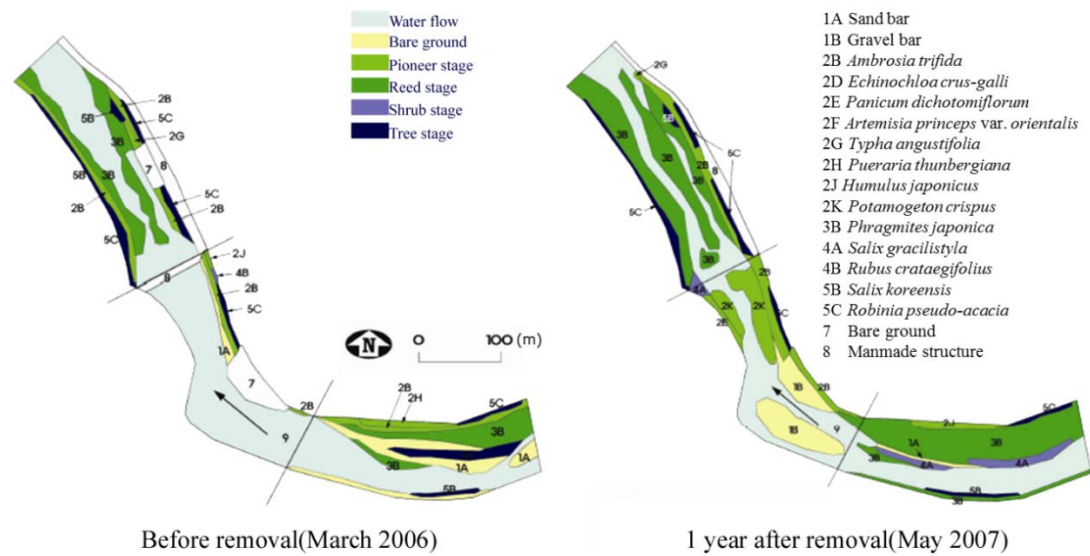 Water flow
Bare ground
Pioneer stage
Reed stage
Shrub stage
Tree stage
2B
5C
2G
5B
3B
8
7
5B
3B
5C
2B
2B
5C
8
2J
4B
2B
5C
1A
7
N
0 100 (m)
2B
2B
2H
5C
3B
9
3B
1A
1A
5B
Before removal(March 2006)
2G
5B
3B
5C
3B
2B
8
3B
5C
3B
2B
4A
2K
2K
2E
5C
1B
2B
9
1B
2J
5C
1A
3B
3B
4A
4A
5B
3B
1 year after removal(May 2007)
1A Sand bar
1B Gravel bar
2B Ambrosia trifida
2D Echinochloa crus-galli
2E Panicum dichotomiflorum
2F Artemisia princeps var. orientalis
2G Typha angustifolia
2H Pueraria thunbergiana
2J Humulus japonicus
2K Potamogeton crispus
3B Phragmites japonica
4A Salix gracilistyla
4B Rubus crataegifolius
5B Salix koreensis
5C Robinia pseudo-acacia
7 Bare ground
8 Manmade structure